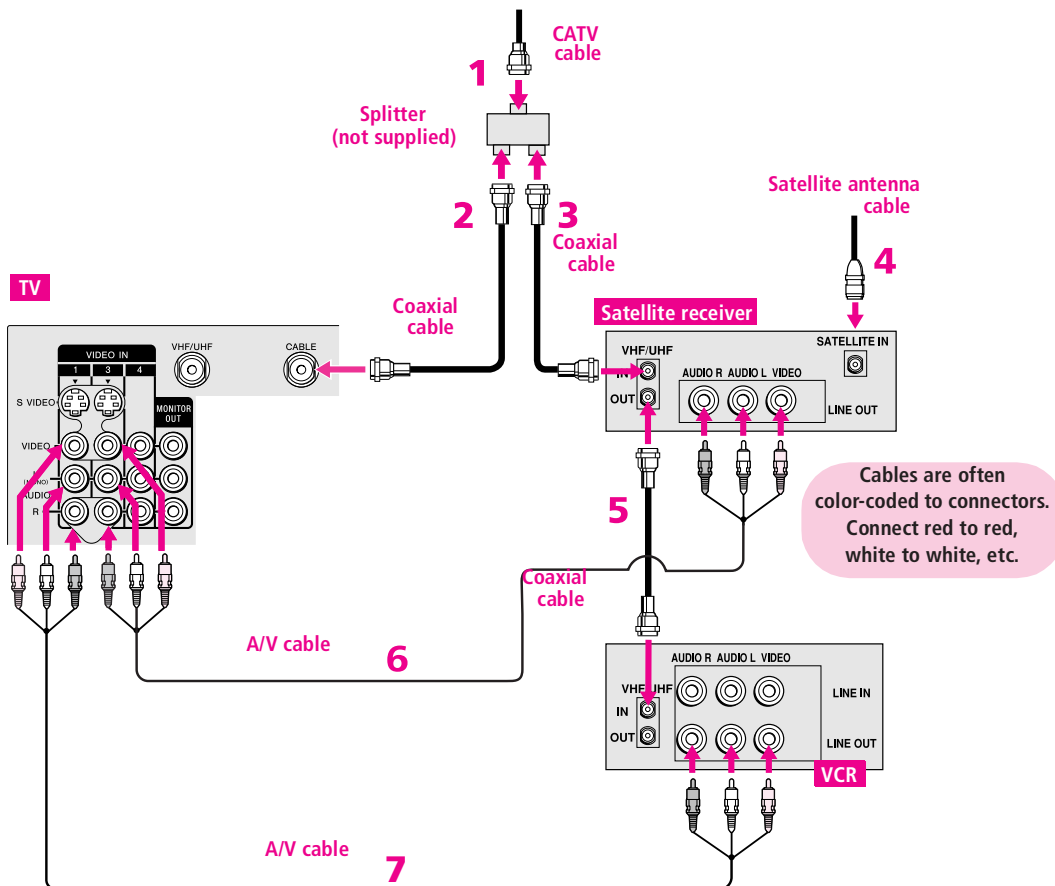 CATV
cable
1
Splitter
(not supplied)
2
3
Coaxial
cable
Satellite antenna
cable
4
TV
Coaxial
cable
Satellite receiver
VIDEO IN
1 3 4
VHF/UHF
CABLE
S VIDEO
MONITOR
OUT
VIDEO
(MONO)
AUDIO
R
VHF/UHF
IN
OUT
AUDIO R AUDIO L VIDEO
LINE OUT
SATELLITE IN
Cables are often
color-coded to connectors.
Connect red to red,
white to white, etc.
5
Coaxial
cable
A/V cable
6
AUDIO R AUDIO L VIDEO
VHF/UHF
IN
OUT
LINE IN
LINE OUT
VCR
A/V cable
7